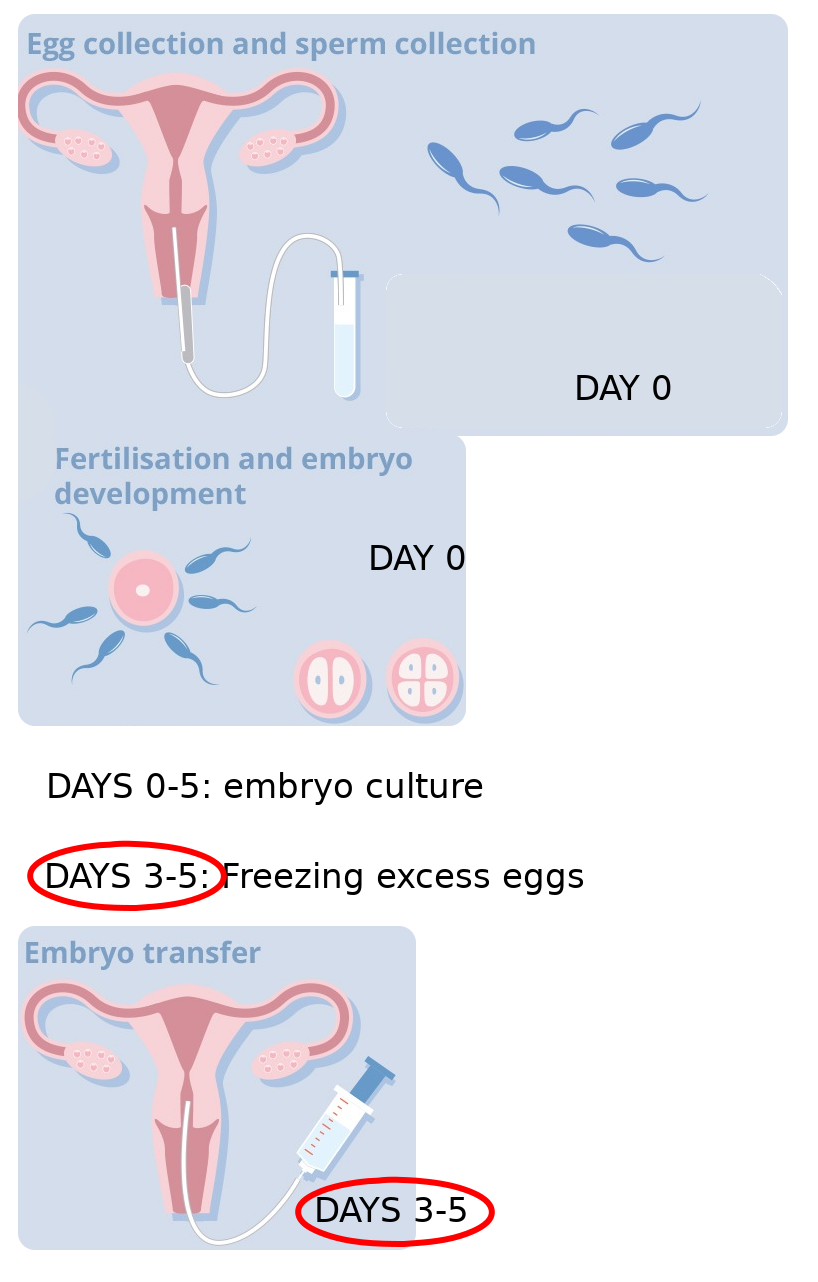 Egg collection and sperm collection
DAY 0
Fertilisation and embryo
development
DAY 0
DAYS 0-5: embryo culture
DAYS 3-5: Freezing excess eggs
Embryo transfer
DAYS 3-5